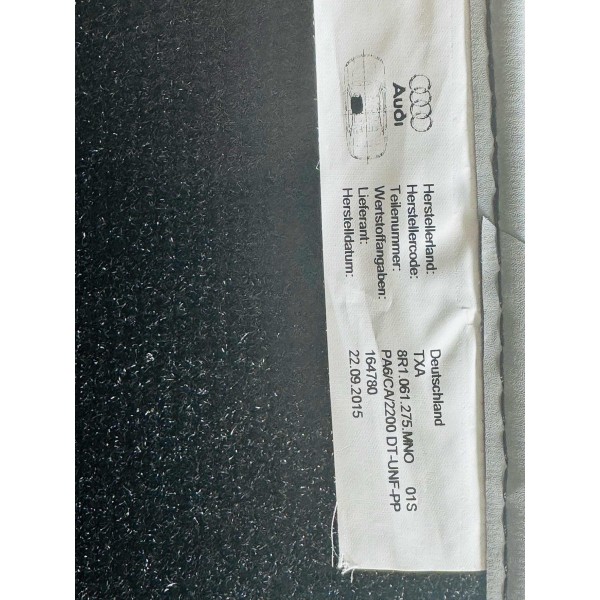 Audi
Herstellerland: Deutschland
Herstellercode: TXA
Teilenummer: 8R1.061.275.MNO 01S
Wertstoffangaben: PA6/CA/2200 DT-UNF-PP
Lieferant: 164780
Herstelldatum: 22.09.2015